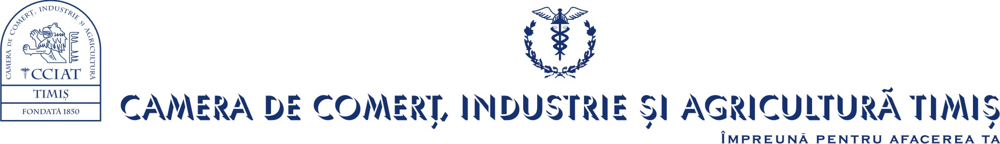 CAMERA DE COMERȚ, INDUSTRIE ȘI AGRICULTURĂ
CCIAT
TIMIȘ
FONDATĂ 1850
CAMERA DE COMERȚ, INDUSTRIE ȘI AGRICULTURĂ TIMIȘ
ÎMPREUNĂ PENTRU AFACEREA TA